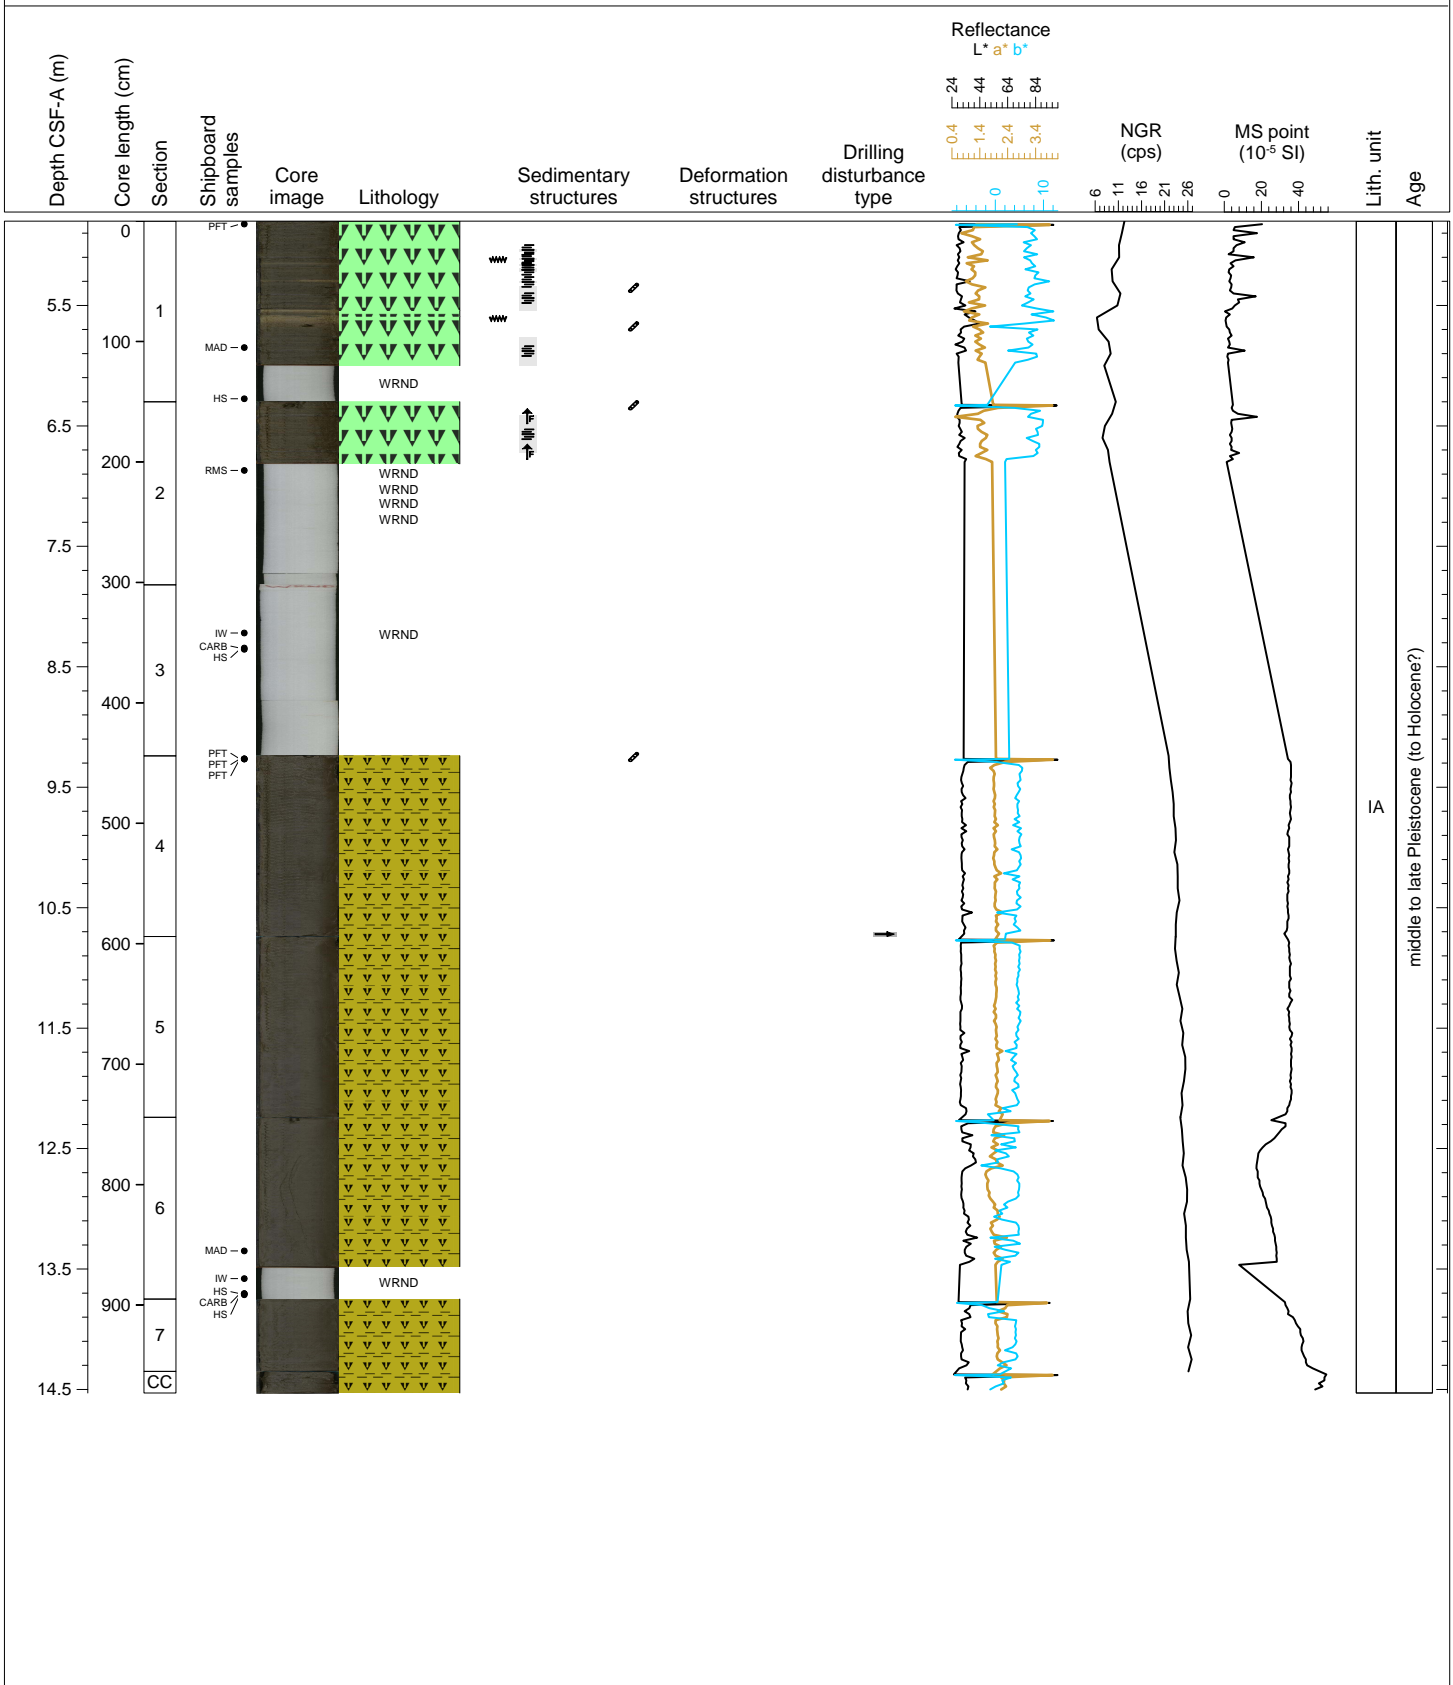 Reflectance
L* a* b*
24 44 64 84
0.4 1.4 2.4 3.4
0 10
Depth CSF-A (m)
Core length (cm)
Section
Shipboard
samples
Core
image
Lithology
Sedimentary
structures
Deformation
structures
Drilling
disturbance
type
NGR
(cps)
6 11 16 21 26
MS point
(10-5 SI)
0 20 40
Lith. unit
Age
0
PFT
5.5
1
100
MAD
WRND
HS
F
6.5
F
200
RMS
WRND
2
WRND
WRND
WRND
7.5
300
IW
WRND
CARB
HS
8.5
3
400
PFT
PFT
PFT
9.5
IA
middle to late Pleistocene (to Holocene?)
500
4
10.5
600
11.5
5
700
12.5
800
6
MAD
13.5
IW
WRND
HS
CARB
HS
900
7
CC
14.5